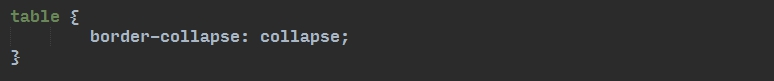 table {
        border-collapse: collapse;
}